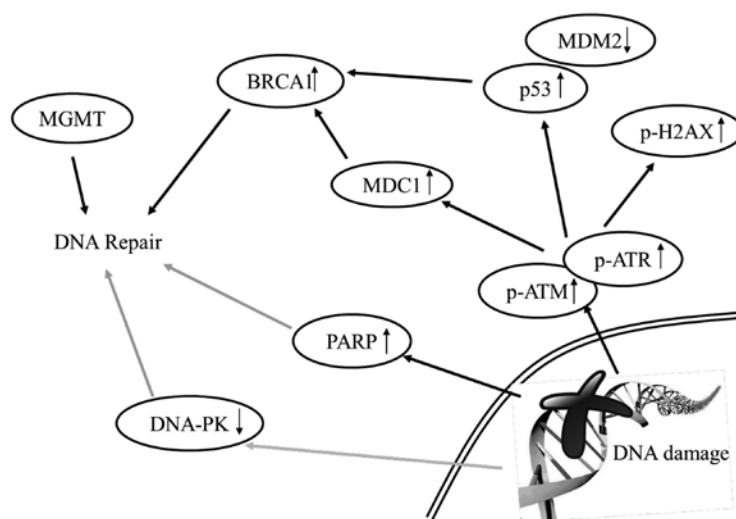 MDM2↓
BRCA1↑
p53↑
MGMT
p-H2AX↑
MDC1↑
DNA Repair
p-ATR↑
p-ATM↑
PARP↑
DNA-PK↓
DNA damage